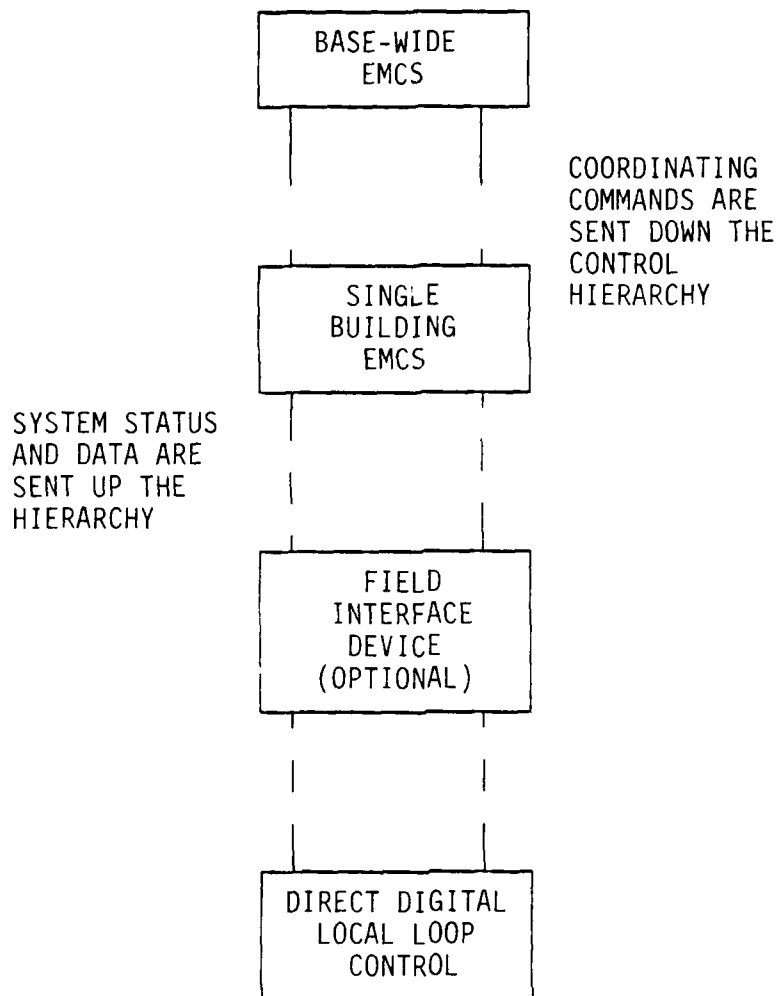 BASE-WIDE
EMCS
COORDINATING
COMMANDS ARE
SENT DOWN THE
CONTROL
HIERARCHY
SINGLE
BUILDING
EMCS
SYSTEM STATUS
AND DATA ARE
SENT UP THE
HIERARCHY
FIELD
INTERFACE
DEVICE
(OPTIONAL)
DIRECT DIGITAL
LOCAL LOOP
CONTROL